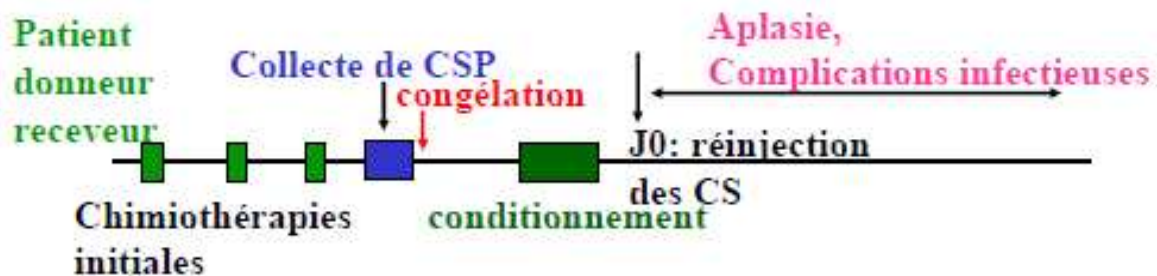 Patient
donneur
receveur
Collecte de CSP
congélation
Aplasie,
Complications infectieuses
J0: réinjection
des CS
Chimiothérapies
initiales
conditionnement